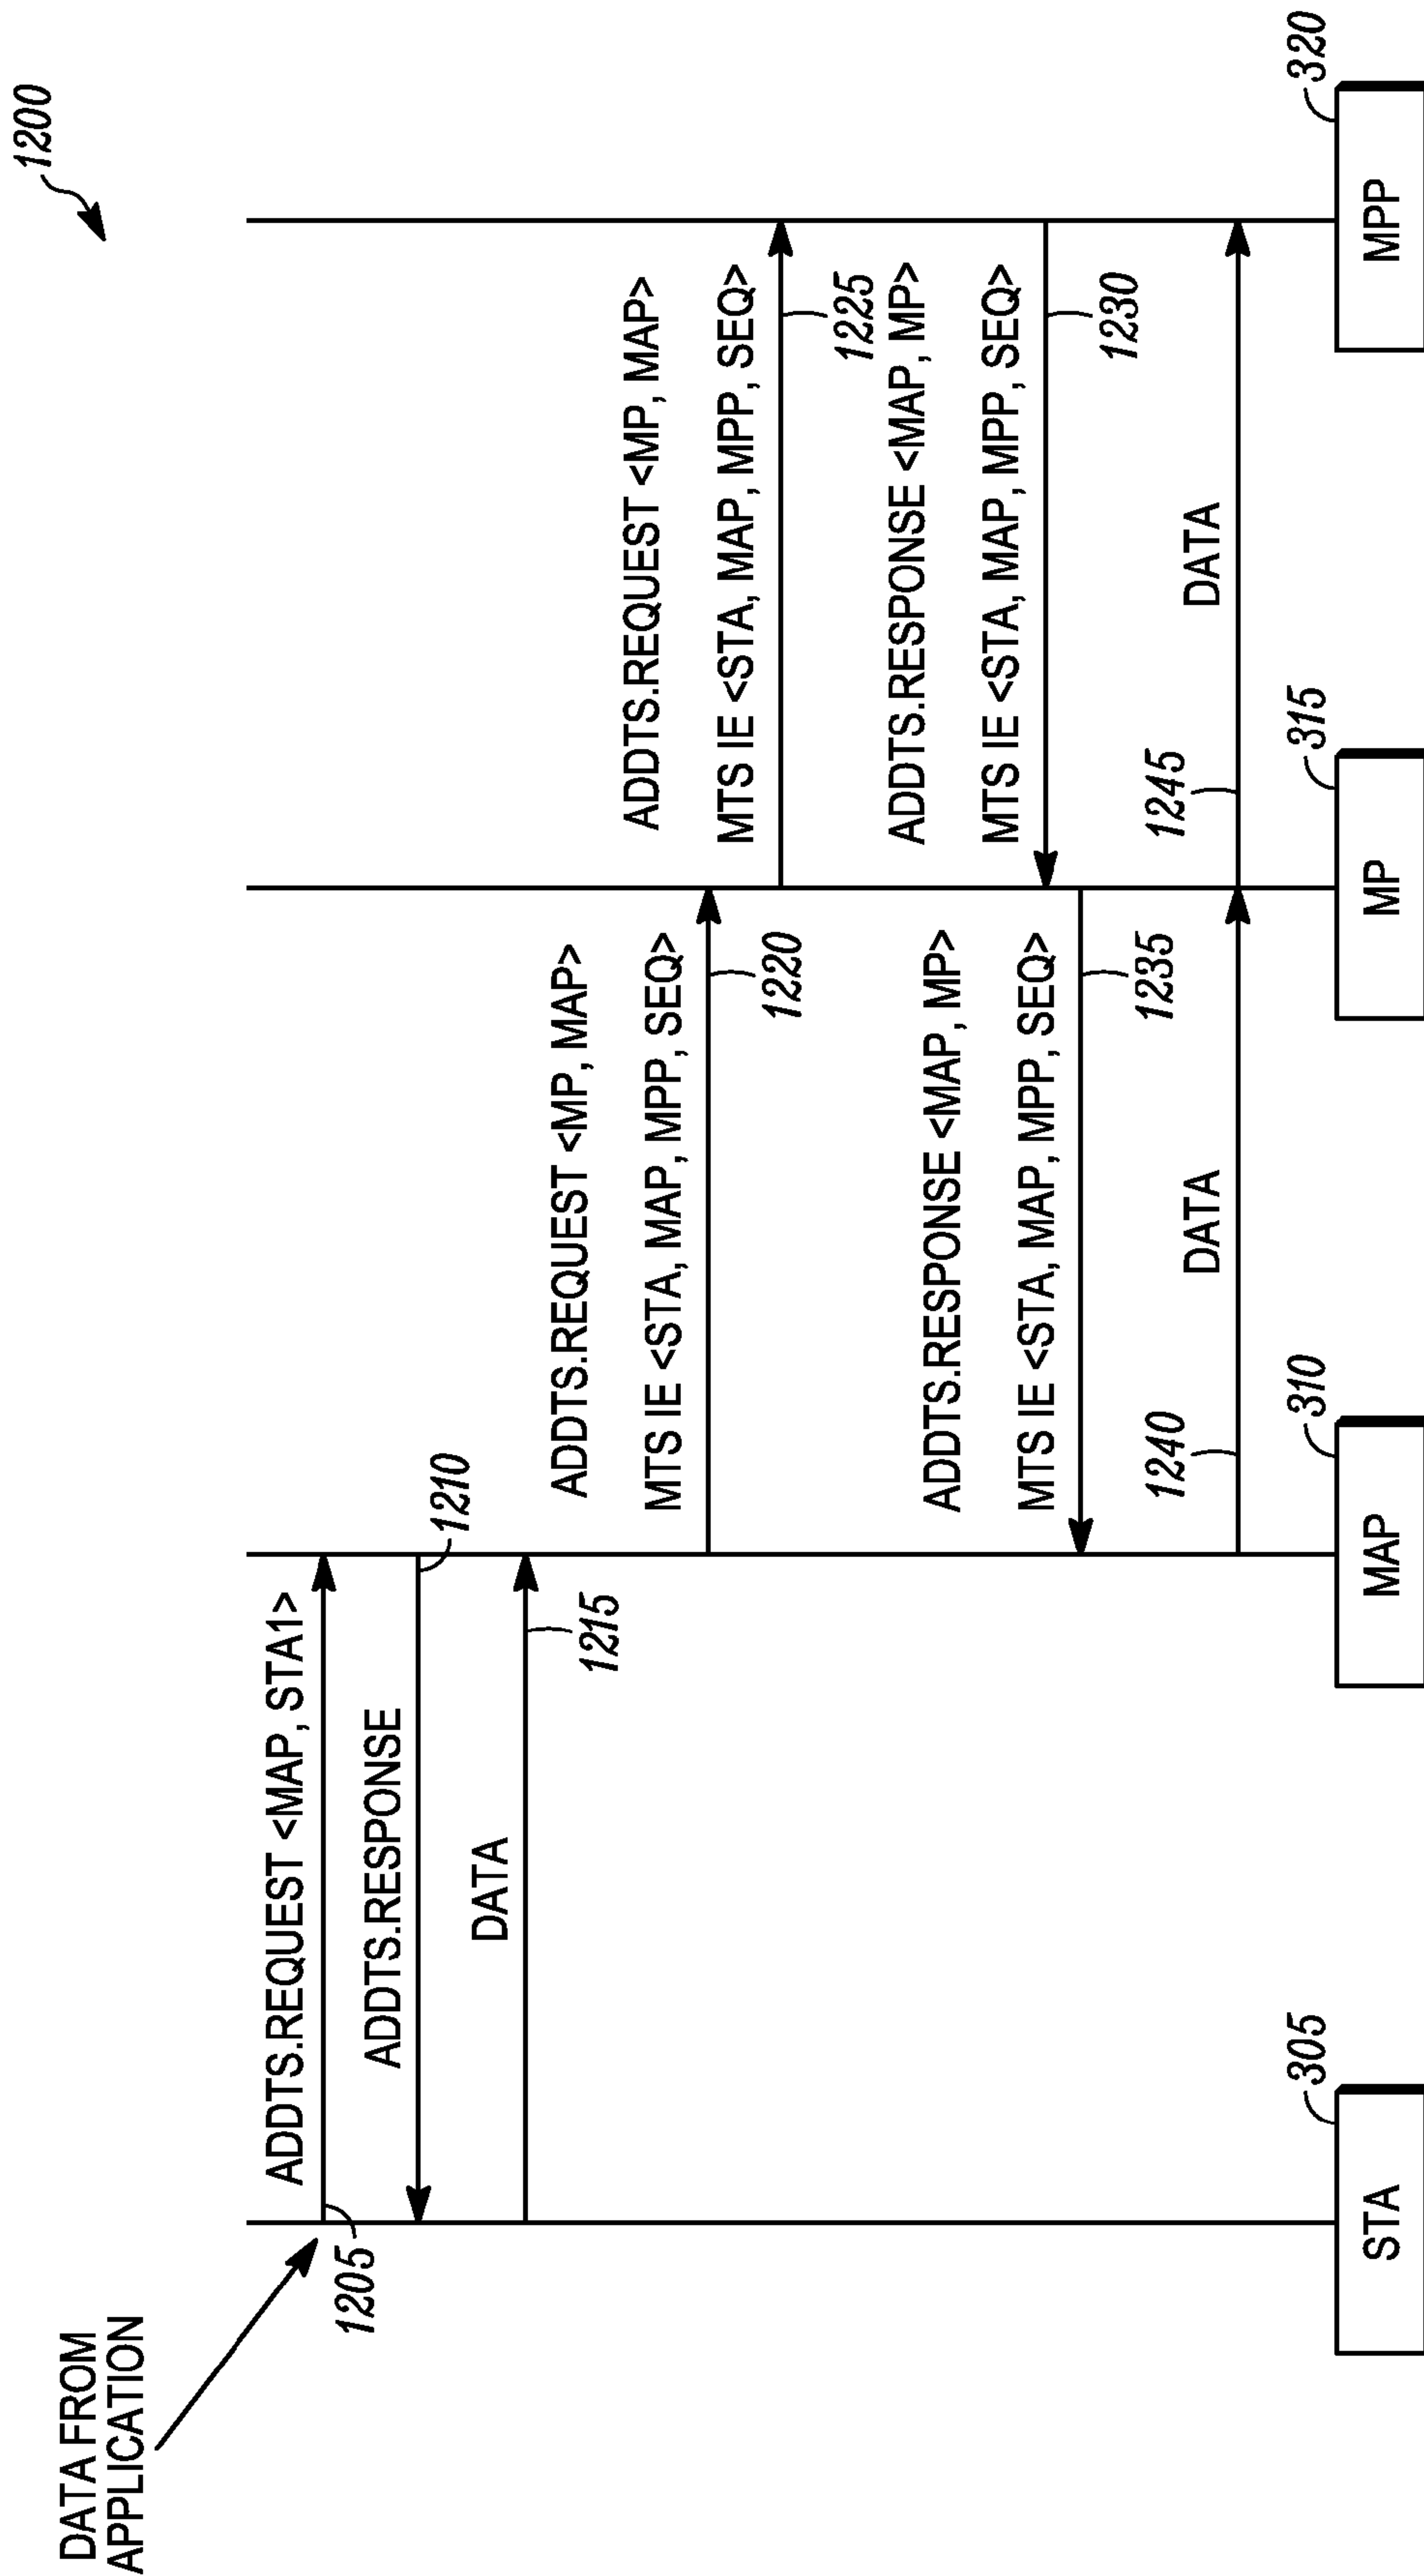 1200
DATA FROM
APPLICATION
ADDTS.REQUEST <MAP, STA1>
1205
ADDTS.RESPONSE
1210
DATA
1215
ADDTS.REQUEST <MP, MAP>
MTS IE <STA, MAP, MPP, SEQ>
1220
ADDTS.REQUEST <MP, MAP>
MTS IE <STA, MAP, MPP, SEQ>
1225
ADDTS.RESPONSE <MAP, MP>
MTS IE <STA, MAP, MPP, SEQ>
1230
ADDTS.RESPONSE <MAP, MP>
MTS IE <STA, MAP, MPP, SEQ>
1235
1240
DATA
1245
DATA
305
310
315
320
STA
MAP
MP
MPP